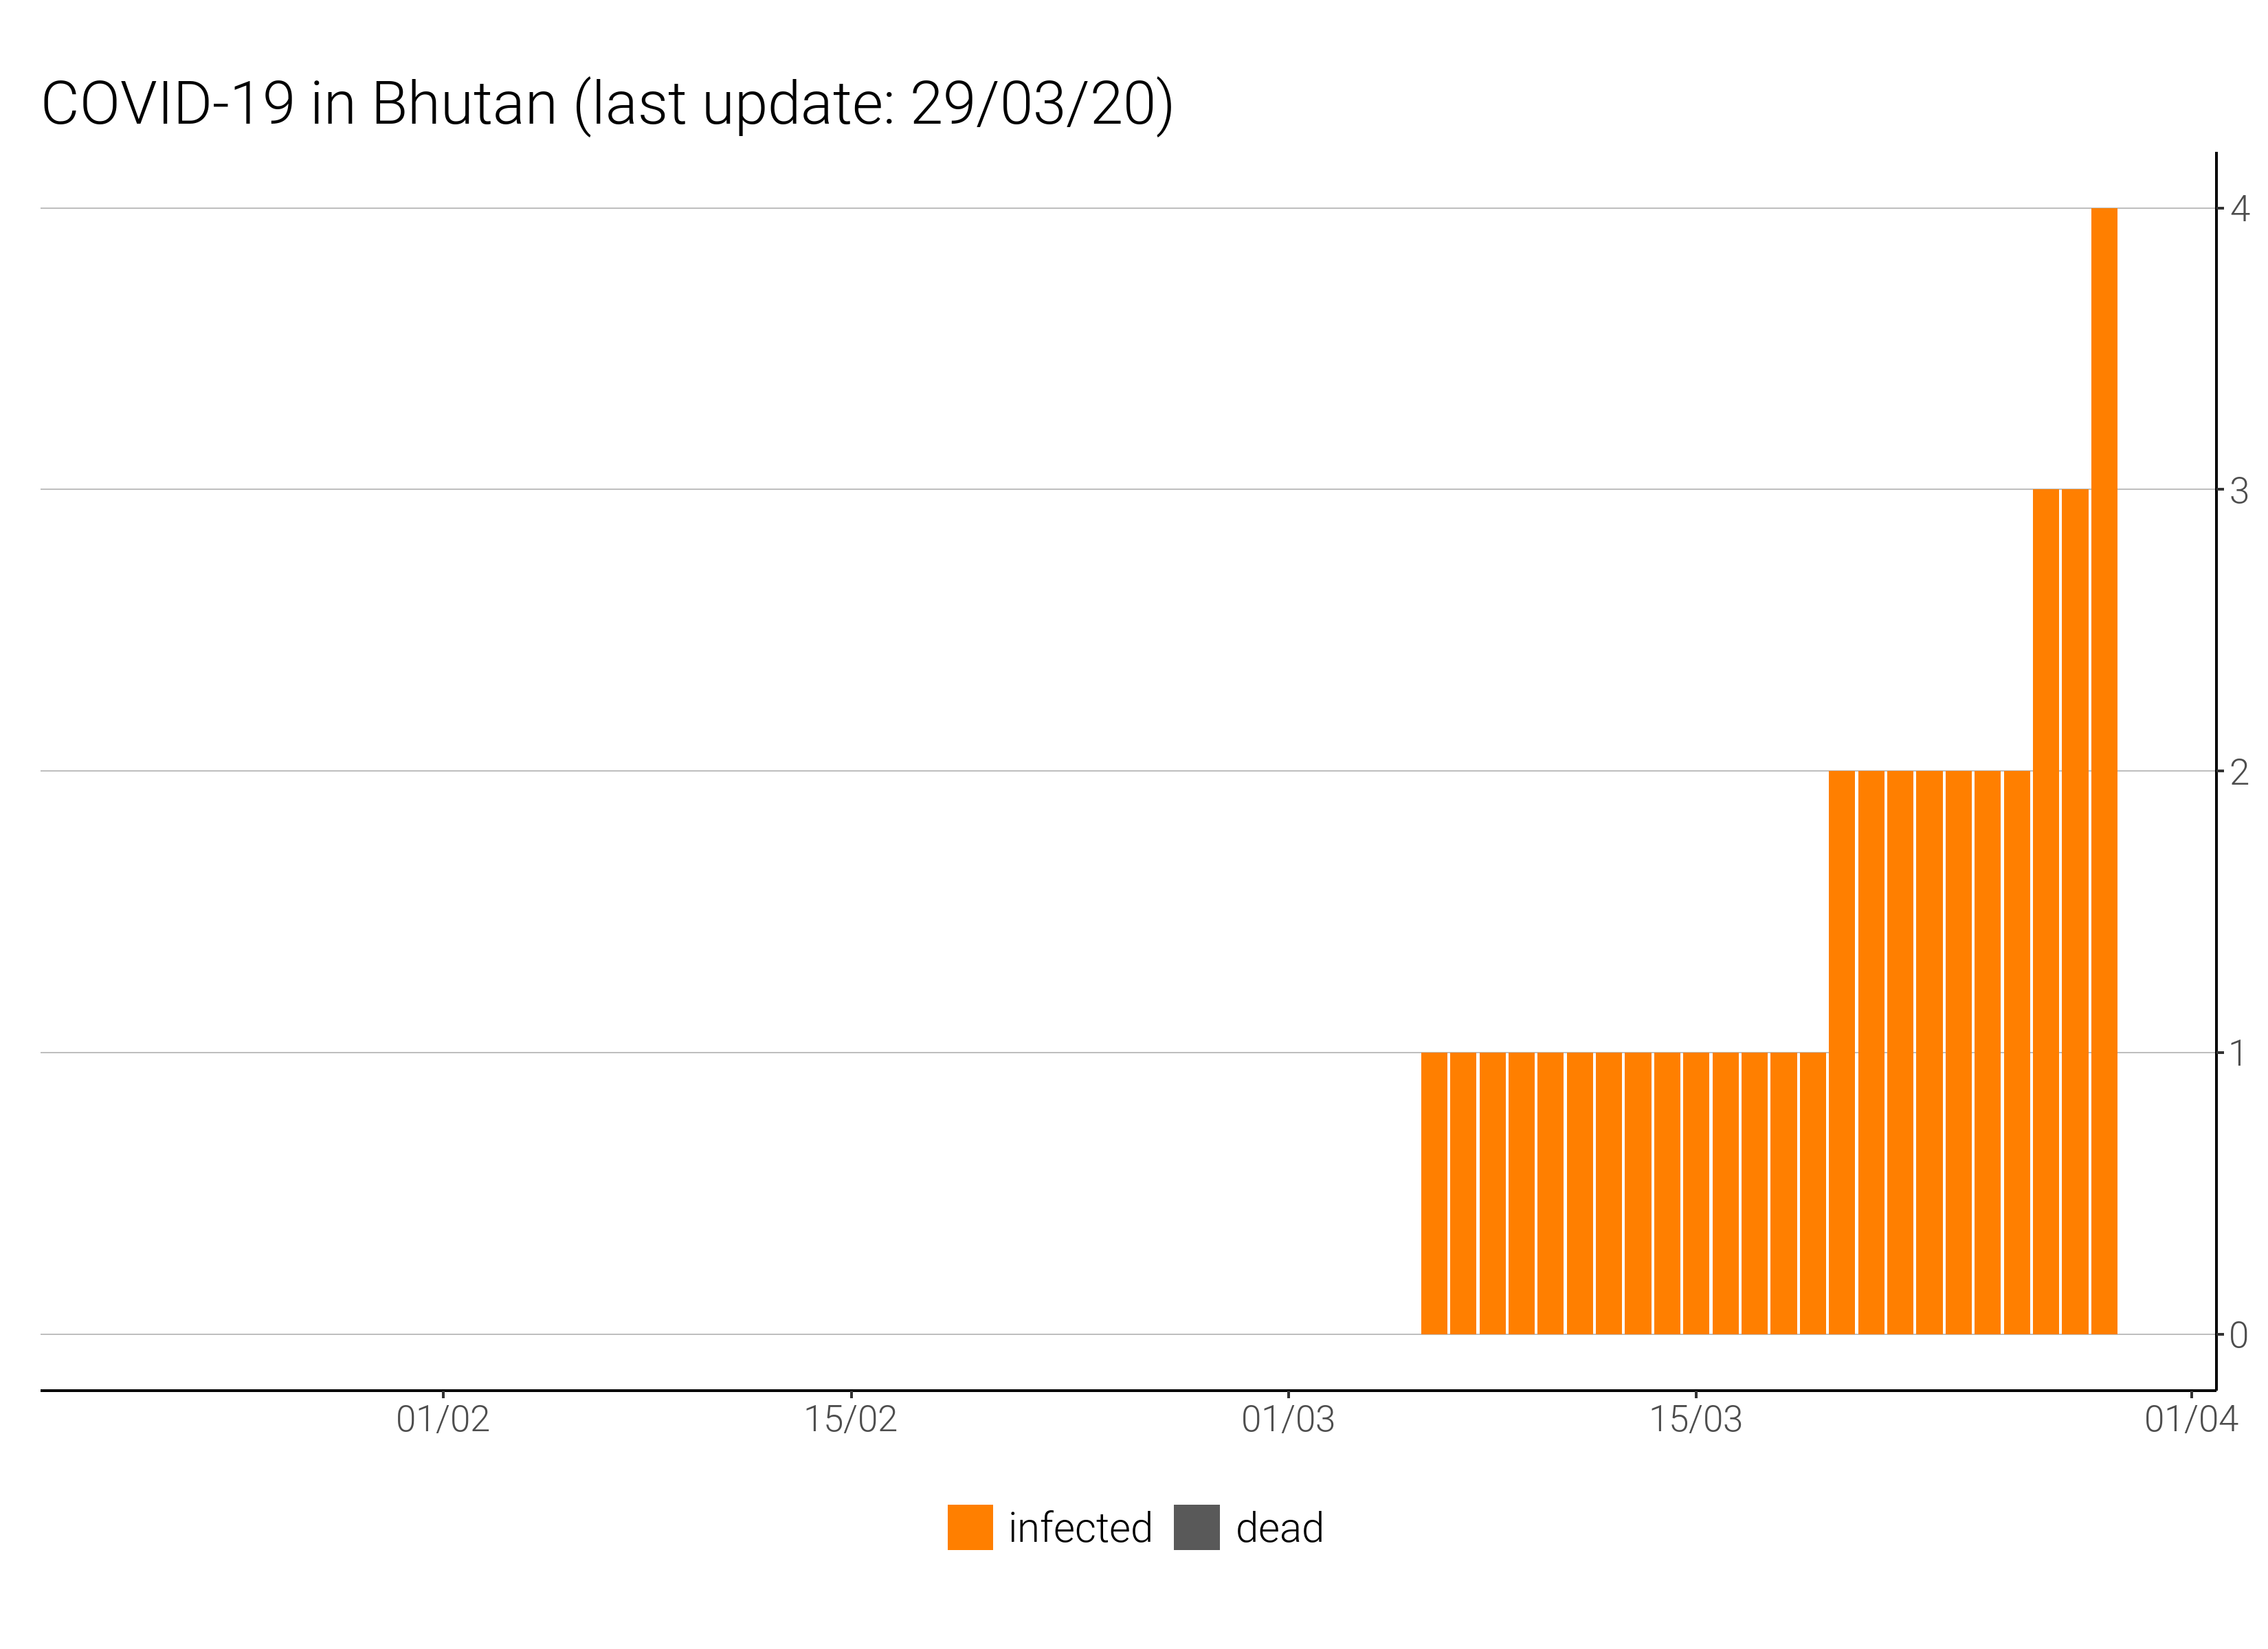 COVID-19 in Bhutan (last update: 29/03/20)
4
3
2
1
0
01/02 15/02 01/03 15/03 01/04
infected dead